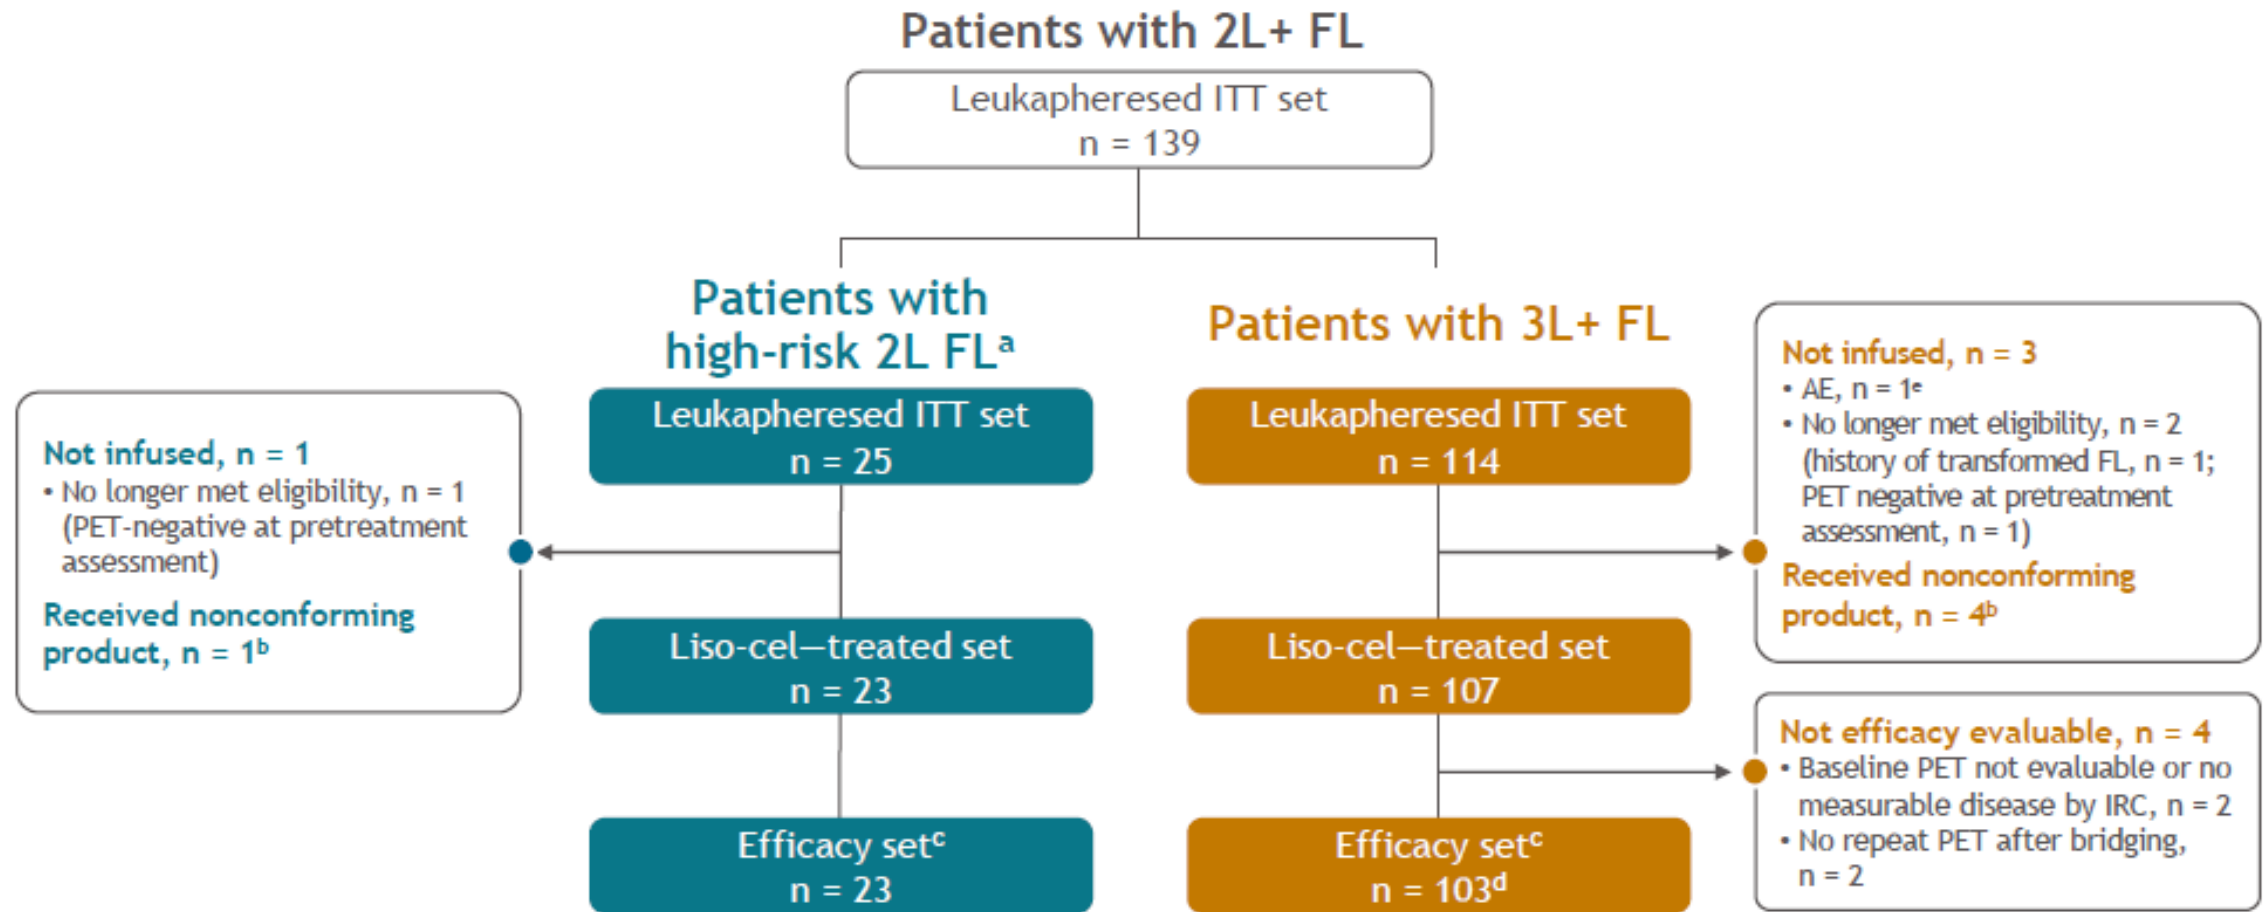 Patients with 2L+ FL
Leukapheresed ITT set
n = 139
Patients with
high-risk 2L FLᵃ
Leukapheresed ITT set
n = 25
Not infused, n = 1
• No longer met eligibility, n = 1
(PET-negative at pretreatment
assessment)
Received nonconforming
product, n = 1ᵇ
Liso-cel—treated set
n = 23
Efficacy setᶜ
n = 23
Patients with 3L+ FL
Leukapheresed ITT set
n = 114
Not infused, n = 3
• AE, n = 1ᵉ
• No longer met eligibility, n = 2
(history of transformed FL, n = 1;
PET negative at pretreatment
assessment, n = 1)
Received nonconforming
product, n = 4ᵇ
Liso-cel—treated set
n = 107
Not efficacy evaluable, n = 4
• Baseline PET not evaluable or no
measurable disease by IRC, n = 2
• No repeat PET after bridging,
n = 2
Efficacy setᶜ
n = 103ᵈ